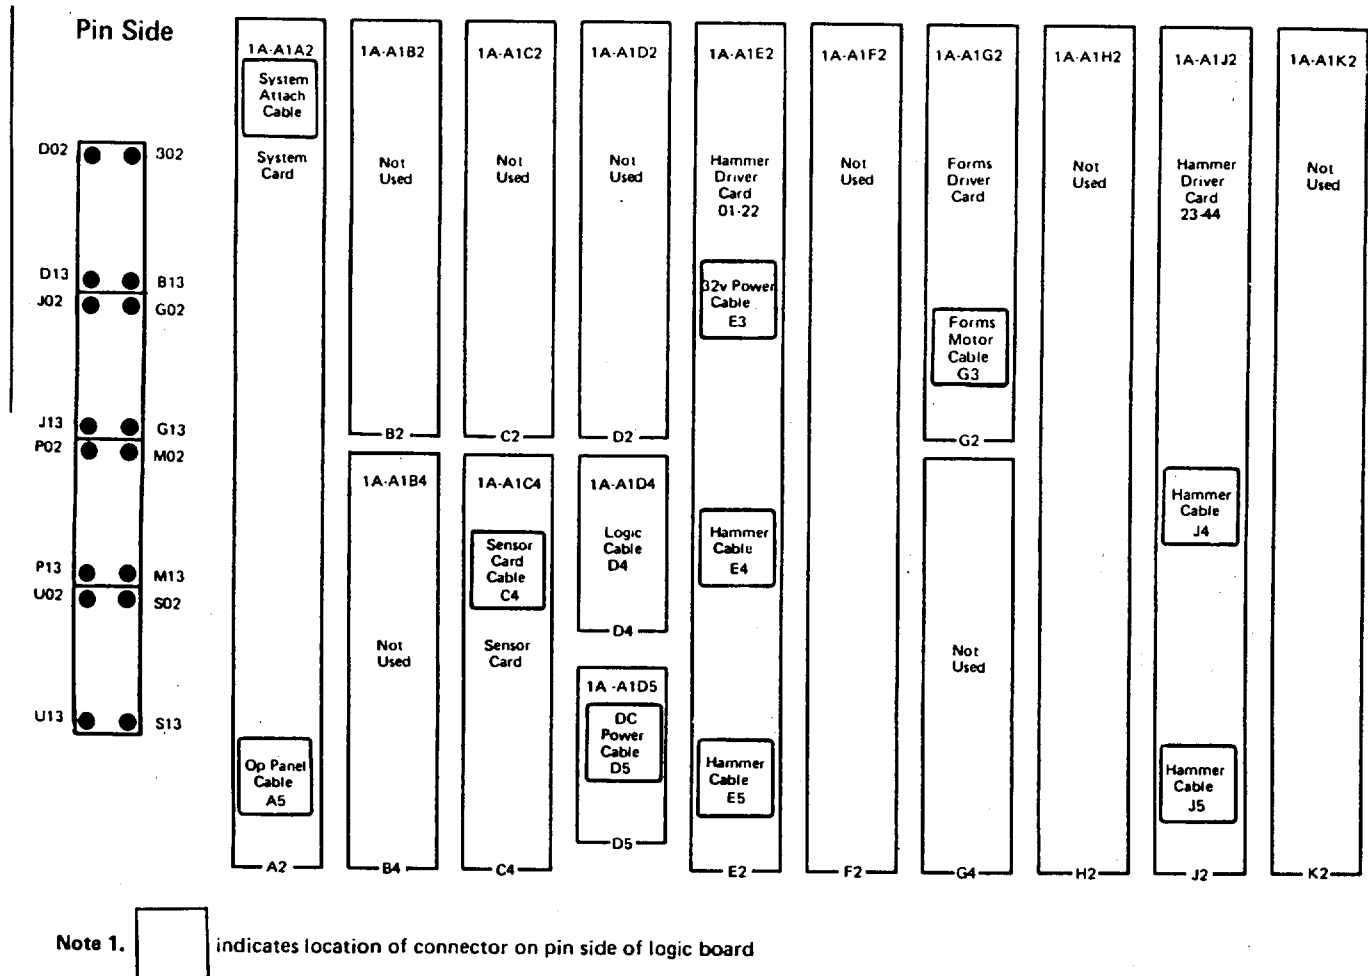 Pin Side
D02
302
D13
B13
J02
G02
J13
G13
P02
M02
P13
M13
U02
S02
U13
S13
1A-A1A2
System
Attach
Cable
System
Card
Op Panel
Cable
A5
A2
1A-A1B2
Not
Used
B2
1A-A1B4
Not
Used
B4
1A-A1C2
Not
Used
C2
1A-A1C4
Sensor
Card
Cable
C4
Sensor
Card
C4
1A-A1D2
Not
Used
D2
1A-A1D4
Logic
Cable
D4
D4
1A-A1D5
DC
Power
Cable
D5
D5
1A-A1E2
Hammer
Driver
Card
01-22
32v Power
Cable
E3
Hammer
Cable
E4
Hammer
Cable
E5
E2
1A-A1F2
Not
Used
F2
1A-A1G2
Forms
Driver
Card
Forms
Motor
Cable
G3
G2
Not
Used
G4
1A-A1H2
Not
Used
H2
1A-A1J2
Hammer
Driver
Card
23-44
Hammer
Cable
J4
Hammer
Cable
J5
J2
1A-A1K2
Not
Used
K2
Note 1. indicates location of connector on pin side of logic board